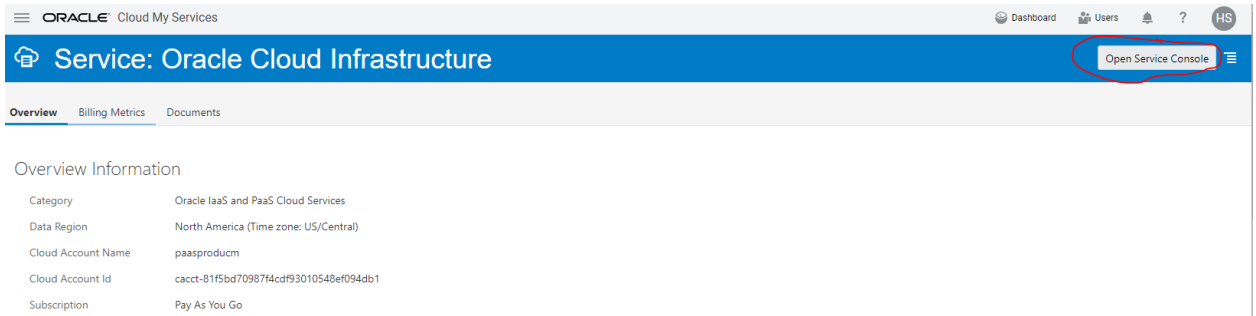 ORACLE Cloud My Services Dashboard Users ? HS
Service: Oracle Cloud Infrastructure Open Service Console
Overview Billing Metrics Documents
Overview Information
Category Oracle IaaS and PaaS Cloud Services
Data Region North America (Time zone: US/Central)
Cloud Account Name paasproducm
Cloud Account Id cacct-81f5bd70987f4cdf93010548ef094db1
Subscription Pay As You Go